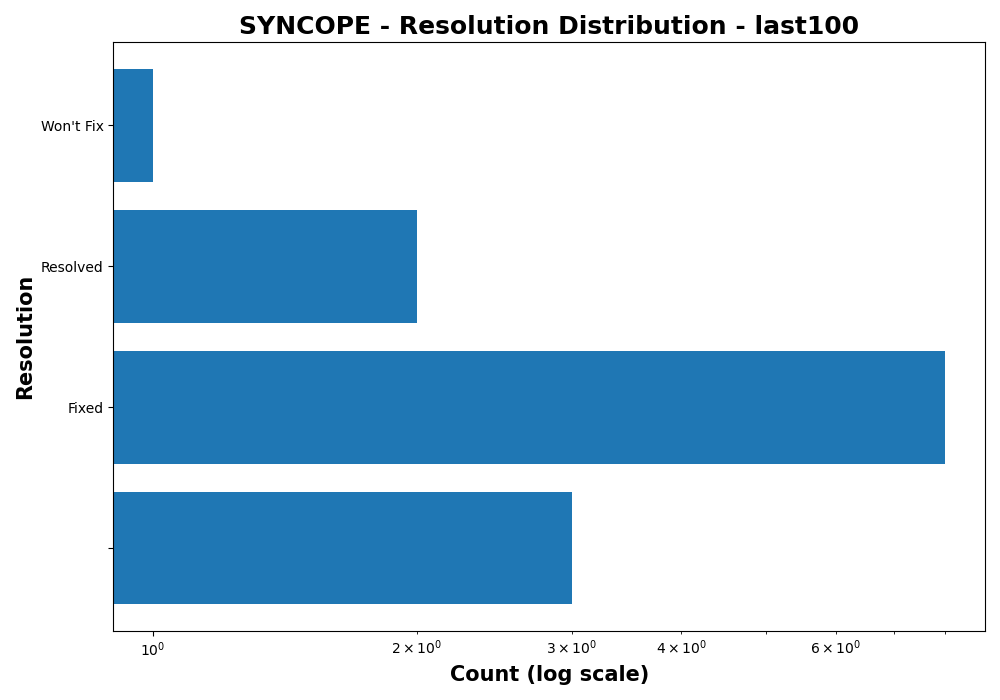 SYNCOPE - Resolution Distribution - last100
Won't Fix
Resolved
Fixed
Resolution
10⁰ 2 × 10⁰ 3 × 10⁰ 4 × 10⁰ 6 × 10⁰
Count (log scale)